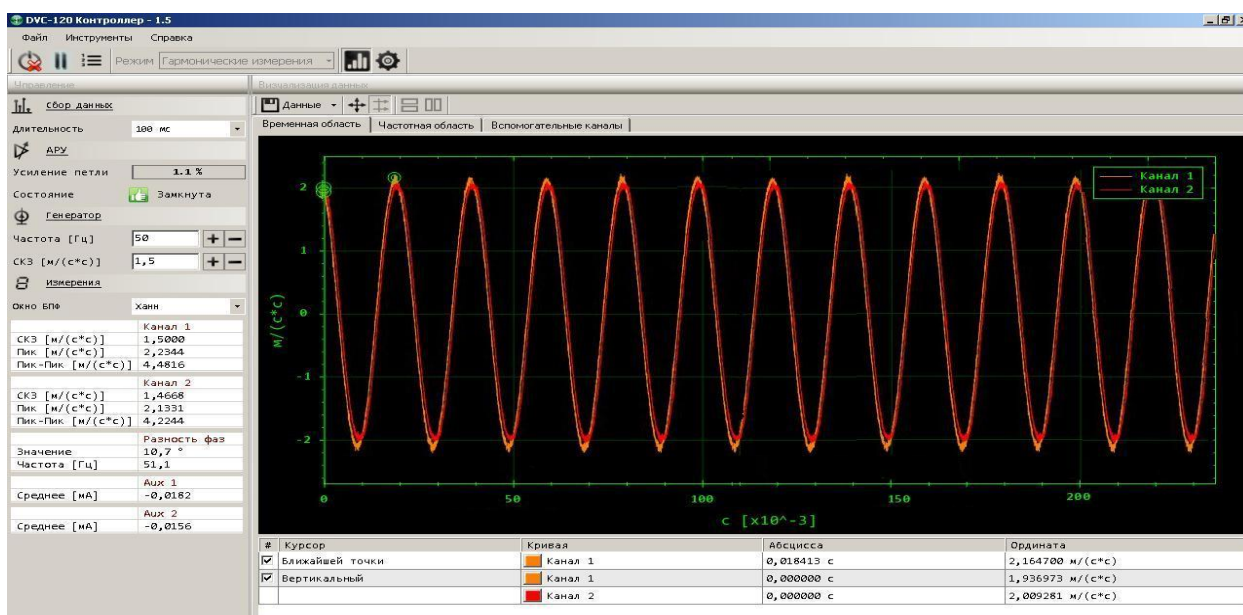 DVC-120 Контроллер - 1.5
Файл Инструменты Справка
Режим Гармонические измерения
Управление
Сбор данных
Длительность 100 мс
АРУ
Усиление петли 1.1 %
Состояние Замкнута
Генератор
Частота [Гц] 50
СКЗ [м/(с*с)] 1,5
Измерения
Окно БПФ Ханн
Канал 1
СКЗ [м/(с*с)] 1,5000
Пик [м/(с*с)] 2,2344
Пик-Пик [м/(с*с)] 4,4816
Канал 2
СКЗ [м/(с*с)] 1,4668
Пик [м/(с*с)] 2,1331
Пик-Пик [м/(с*с)] 4,2244
Разность фаз
Значение 10,7 °
Частота [Гц] 51,1
Aux 1
Среднее [мА] -0,0182
Aux 2
Среднее [мА] -0,0156
Визуализация данных
Данные
Временная область Частотная область Вспомогательные каналы
Канал 1
Канал 2
2
1
0
-1
-2
м/(с*с)
0 50 100 150 200
с [x10^-3]
# Курсор Кривая Абсцисса Ордината
Ближайшей точки Канал 1 0,018413 с 2,164700 м/(с*с)
Вертикальный Канал 1 0,000000 с 1,936973 м/(с*с)
Канал 2 0,000000 с 2,009281 м/(с*с)